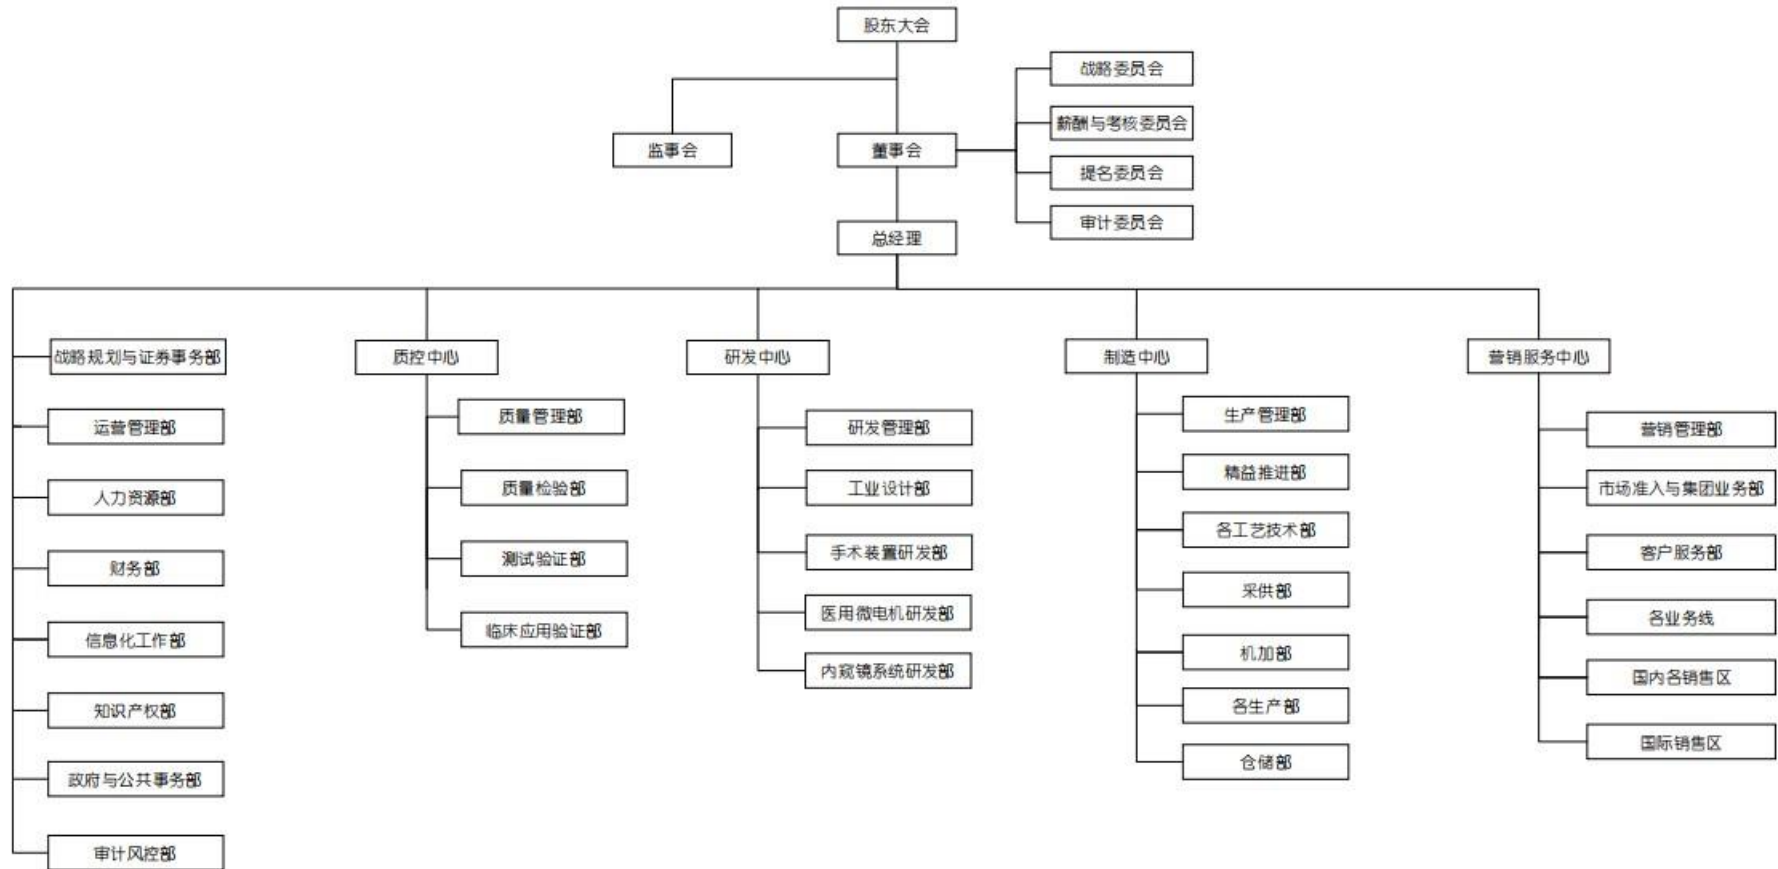 股东大会
战略委员会
薪酬与考核委员会
监事会
董事会
提名委员会
审计委员会
总经理
战略规划与证券事务部
运营管理部
人力资源部
财务部
信息化工作部
知识产权部
政府与公共事务部
审计风控部
质控中心
质量管理部
质量检验部
测试验证部
临床应用验证部
研发中心
研发管理部
工业设计部
手术装置研发部
医用微电机研发部
内窥镜系统研发部
制造中心
生产管理部
精益推进部
各工艺技术部
采供部
机加部
各生产部
仓储部
营销服务中心
营销管理部
市场准入与集团业务部
客户服务部
各业务线
国内各销售区
国际销售区